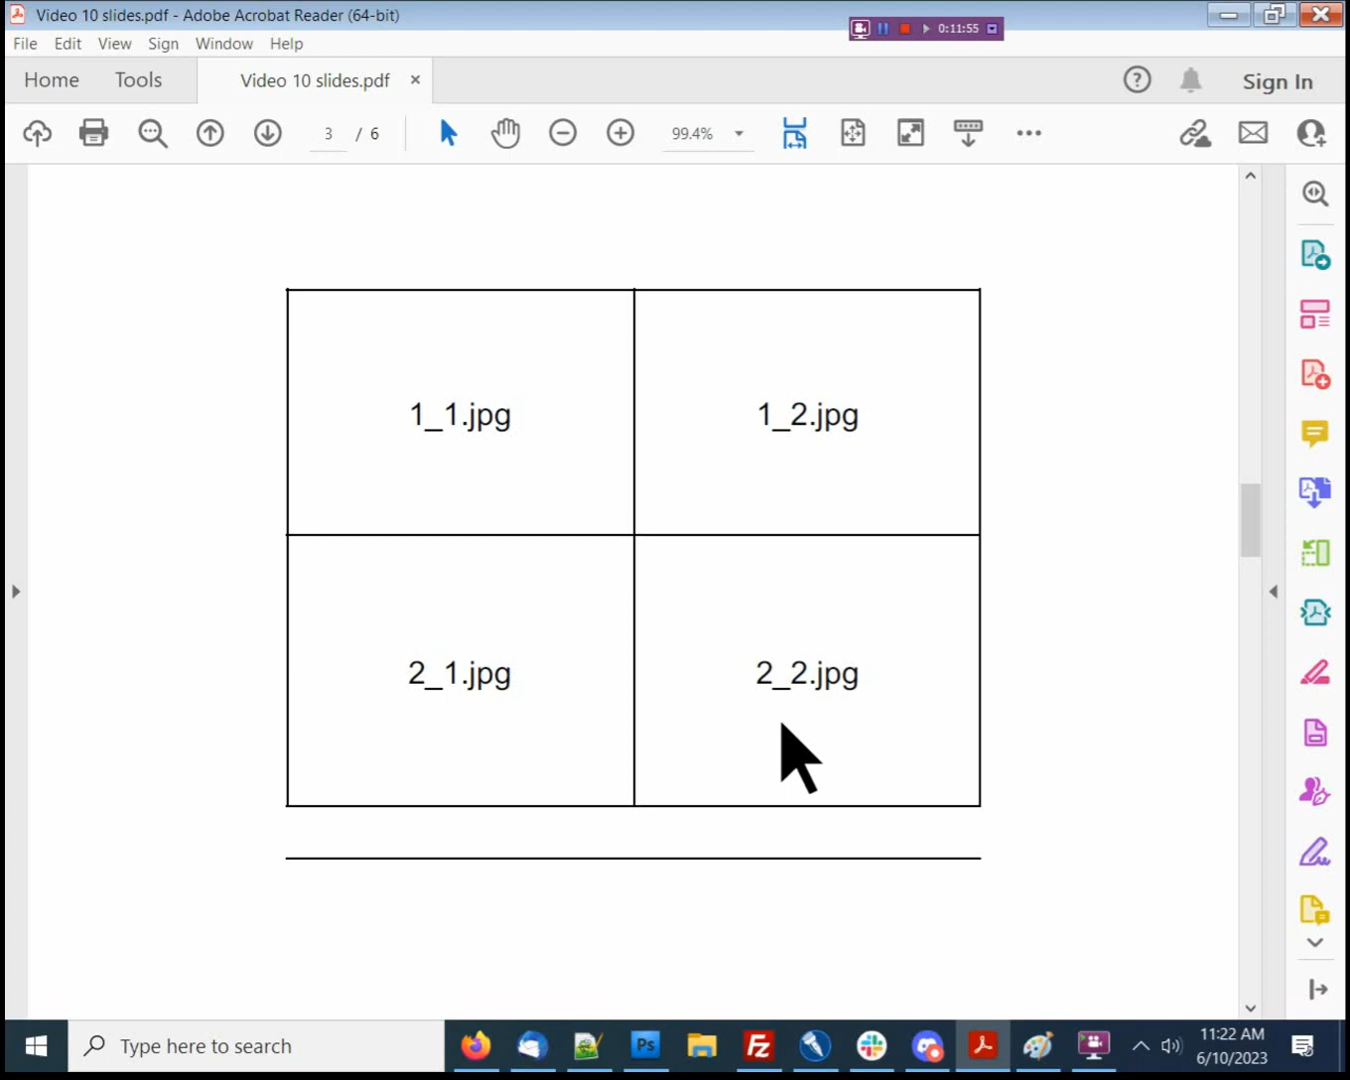 Video 10 slides.pdf - Adobe Acrobat Reader (64-bit)
0:11:55
File Edit View Sign Window Help
Home Tools Video 10 slides.pdf × Sign In
3 / 6 99.4%
1_1.jpg 1_2.jpg
2_1.jpg 2_2.jpg
Type here to search
Ps
Fz
11:22 AM
6/10/2023